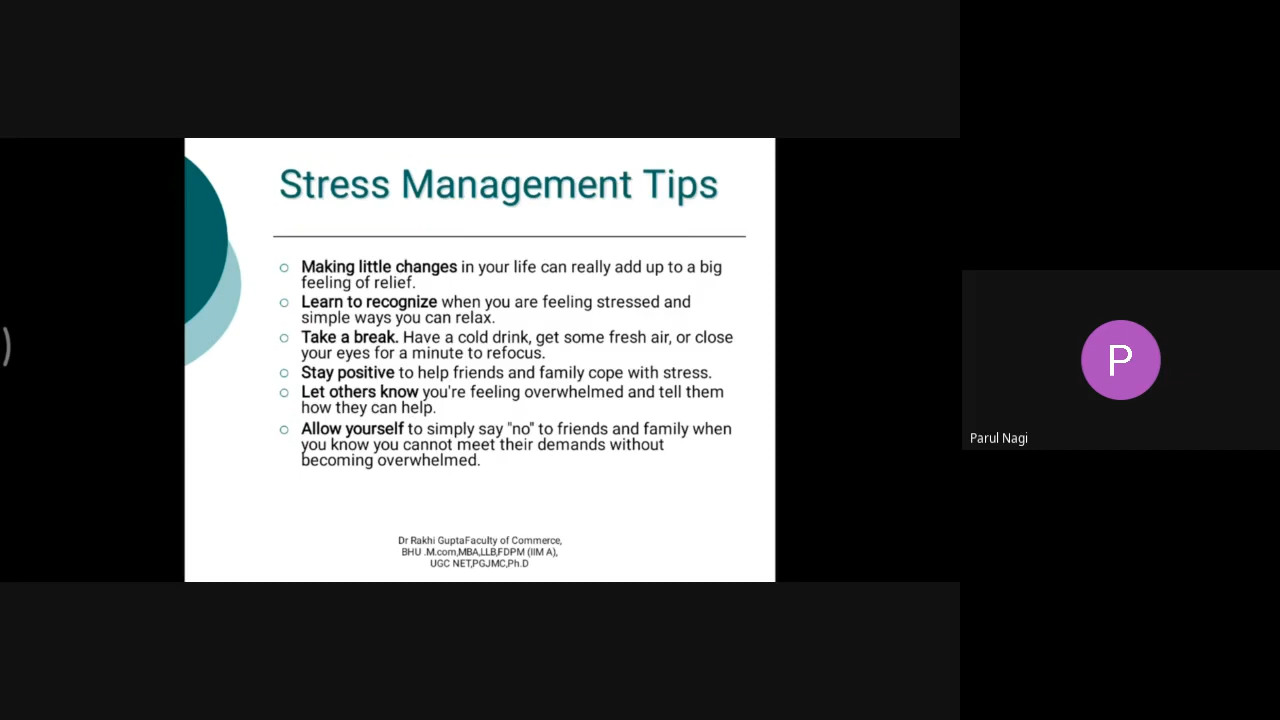 Stress Management Tips
Making little changes in your life can really add up to a big
feeling of relief.
Learn to recognize when you are feeling stressed and
simple ways you can relax.
Take a break. Have a cold drink, get some fresh air, or close
your eyes for a minute to refocus.
Stay positive to help friends and family cope with stress.
Let others know you're feeling overwhelmed and tell them
how they can help.
Allow yourself to simply say "no" to friends and family when
you know you cannot meet their demands without
becoming overwhelmed.
Dr Rakhi GuptaFaculty of Commerce,
BHU .M.com,MBA,LLB,FDPM (IIM A),
UGC NET,PGJMC,Ph.D
P
Parul Nagi